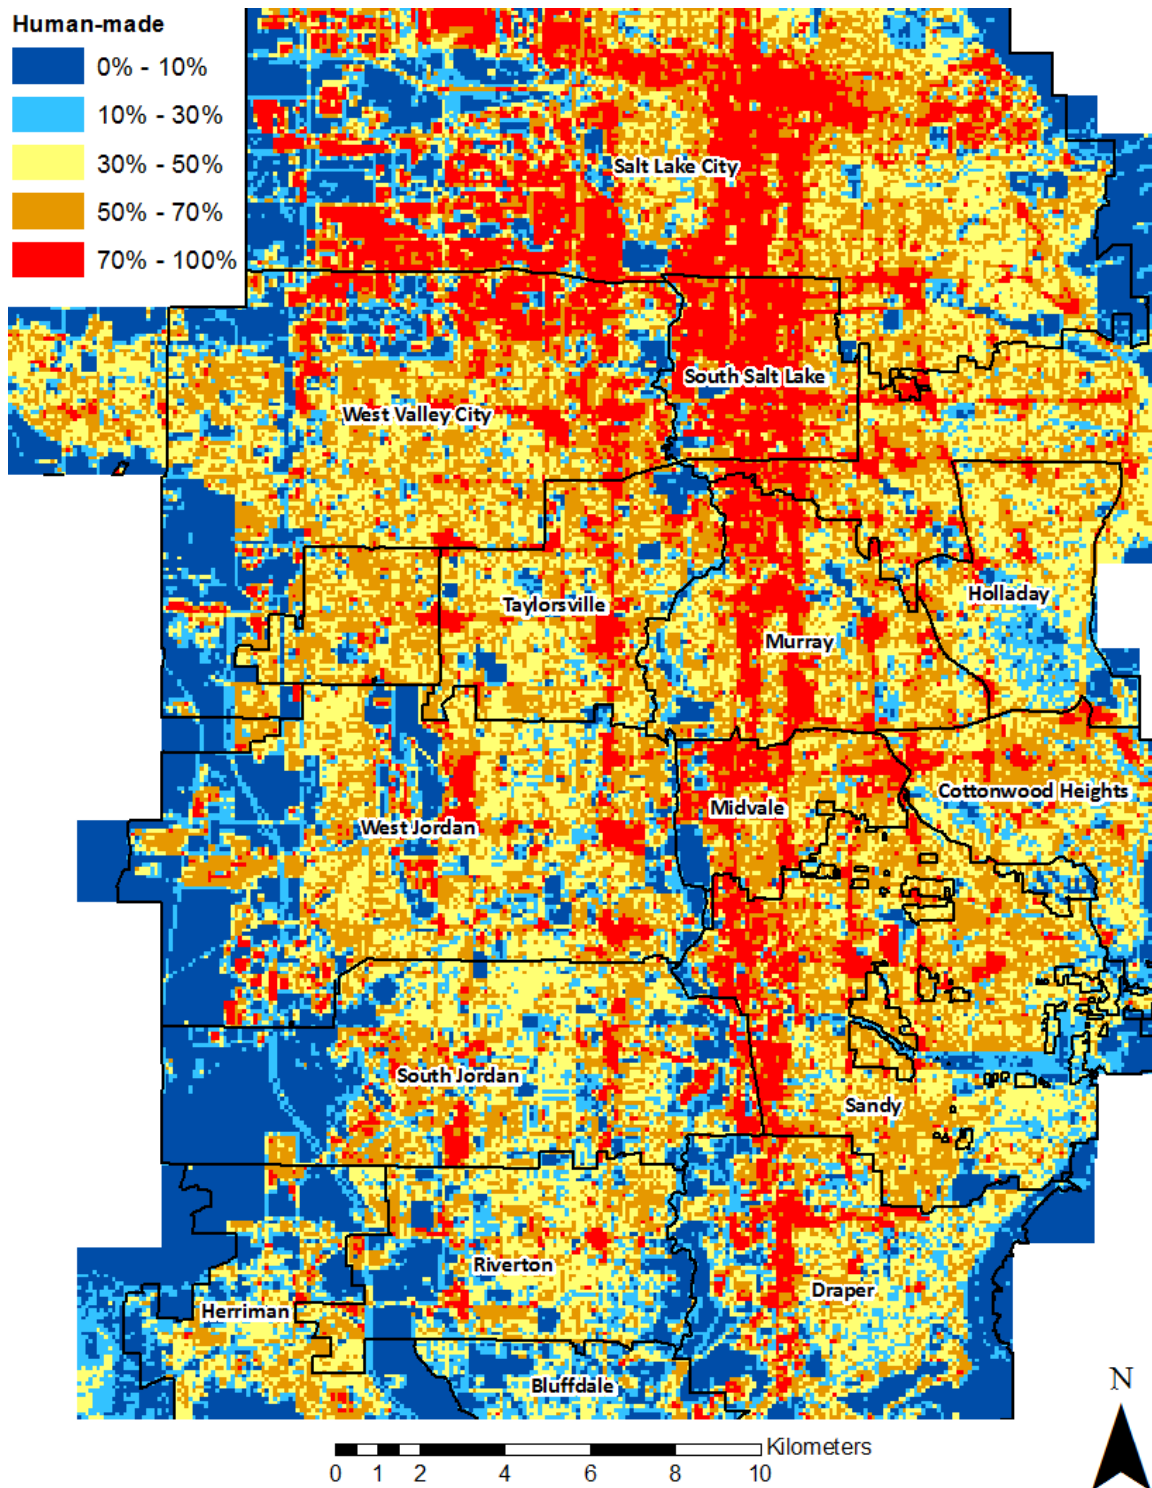 Human-made
0% - 10%
10% - 30%
30% - 50%
50% - 70%
70% - 100%
Salt Lake City
South Salt Lake
West Valley City
Taylorsville
Holladay
Murray
Cottonwood Heights
Midvale
West Jordan
South Jordan
Sandy
Riverton
Draper
Herriman
Bluffdale
N
Kilometers
0 1 2 4 6 8 10